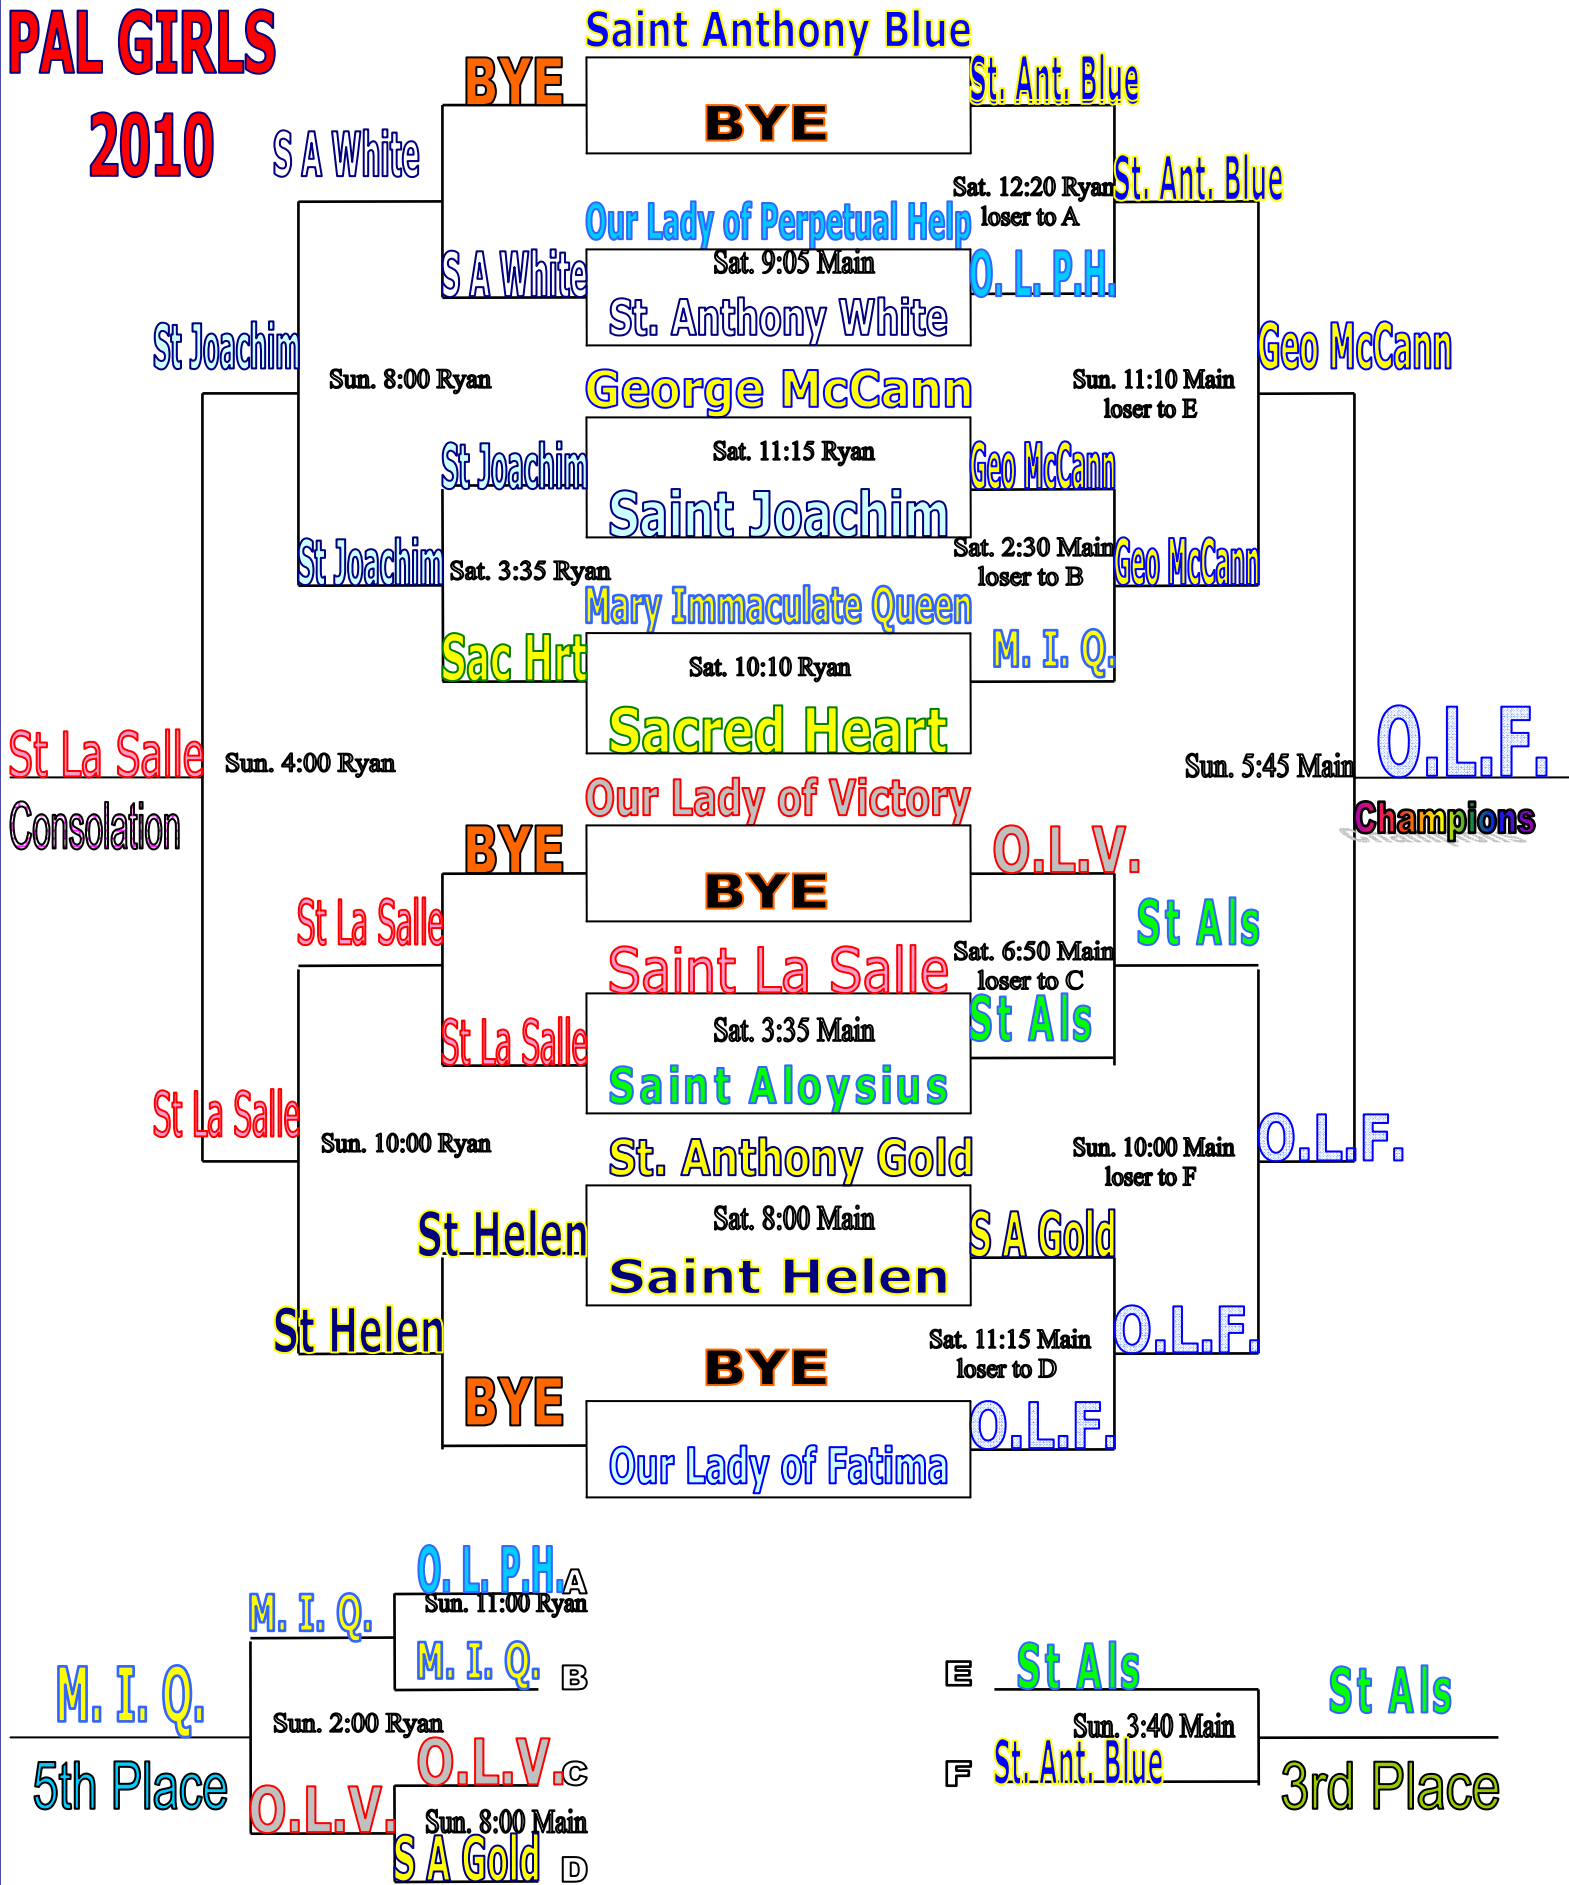 PAL GIRLS
2010
Saint Anthony Blue
BYE
BYE
St. Ant. Blue
S A White
Sat. 12:20 Ryan
loser to A
St. Ant. Blue
Our Lady of Perpetual Help
S A White
Sat. 9:05 Main
O. L. P.H.
St. Anthony White
St Joachim
Geo McCann
Sun. 8:00 Ryan
George McCann
Sun. 11:10 Main
loser to E
St Joachim
Sat. 11:15 Ryan
Geo McCann
Saint Joachim
St Joachim
Sat. 3:35 Ryan
Sat. 2:30 Main
loser to B
Geo McCann
Mary Immaculate Queen
Sac Hrt
Sat. 10:10 Ryan
M. I. Q.
Sacred Heart
St La Salle
Sun. 4:00 Ryan
Sun. 5:45 Main
O.L.F.
Consolation
Our Lady of Victory
Champions
BYE
BYE
O.L.V.
St La Salle
St Als
Saint La Salle
Sat. 6:50 Main
loser to C
St La Salle
Sat. 3:35 Main
St Als
Saint Aloysius
St La Salle
Sun. 10:00 Ryan
St. Anthony Gold
Sun. 10:00 Main
loser to F
O.L.F.
St Helen
Sat. 8:00 Main
S A Gold
Saint Helen
St Helen
Sat. 11:15 Main
loser to D
O.L.F.
BYE
BYE
O.L.F.
Our Lady of Fatima
O. L. P.H.
A
Sun. 11:00 Ryan
M. I. Q.
M. I. Q.
B
E
St Als
M. I. Q.
St Als
Sun. 2:00 Ryan
Sun. 3:40 Main
O.L.V.
C
F
St. Ant. Blue
5th Place
3rd Place
O.L.V.
Sun. 8:00 Main
S A Gold
D